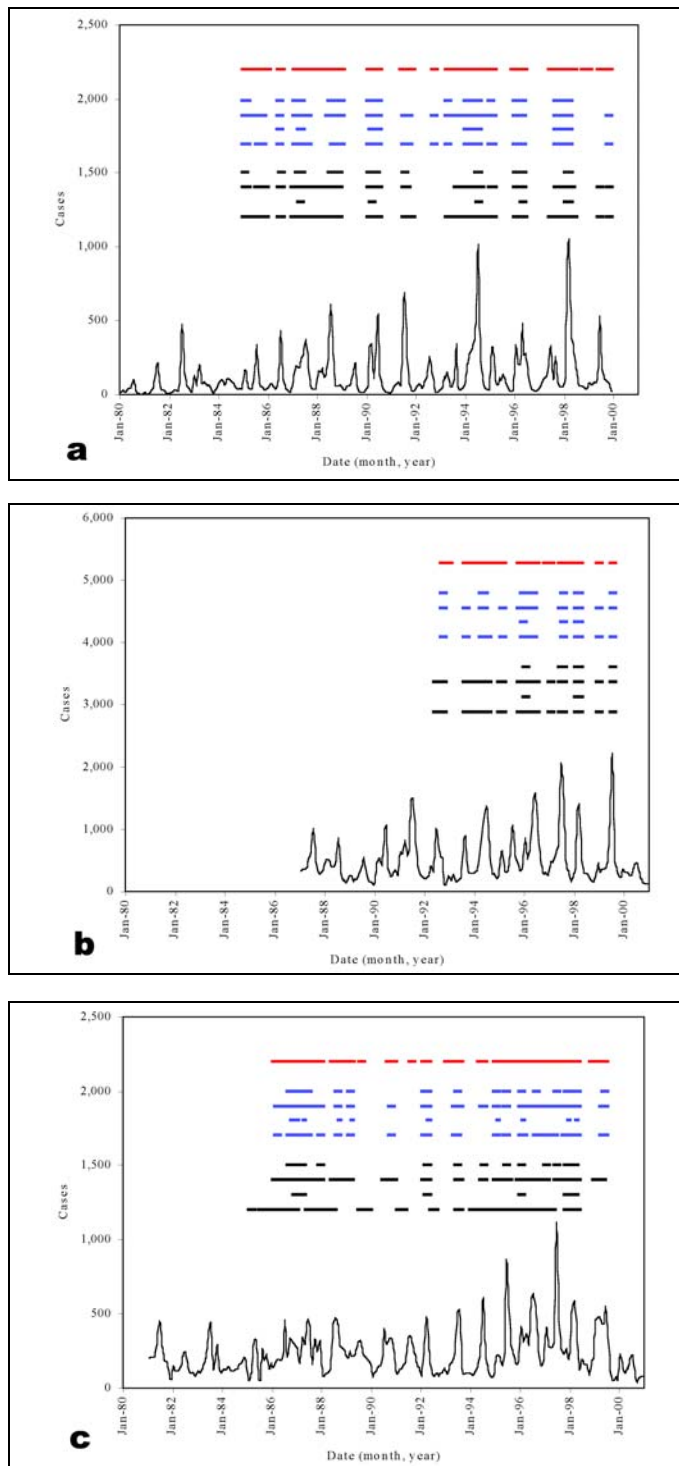 2,500
2,000
1,500
1,000
500
0
Cases
Jan-80
Jan-82
Jan-84
Jan-86
Jan-88
Jan-90
Jan-92
Jan-94
Jan-96
Jan-98
Jan-00
Date (month, year)
a
6,000
5,000
4,000
3,000
2,000
1,000
0
Cases
Jan-80
Jan-82
Jan-84
Jan-86
Jan-88
Jan-90
Jan-92
Jan-94
Jan-96
Jan-98
Jan-00
Date (month, year)
b
2,500
2,000
1,500
1,000
500
0
Cases
Jan-80
Jan-82
Jan-84
Jan-86
Jan-88
Jan-90
Jan-92
Jan-94
Jan-96
Jan-98
Jan-00
Date (month, year)
c